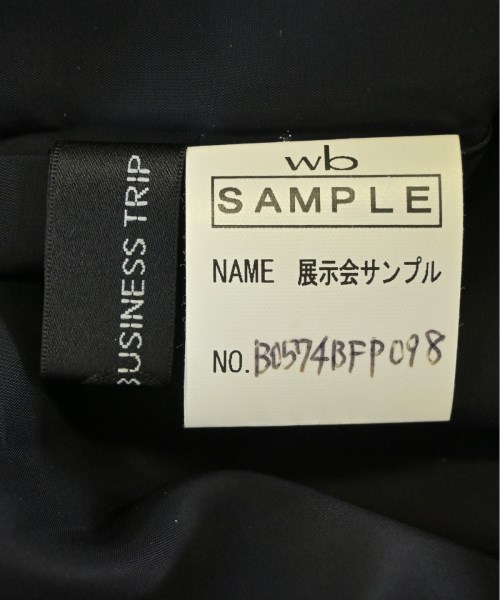 BUSINESS TRIP
wb
SAMPLE
NAME 展示会サンプル
NO. B0574BFP098